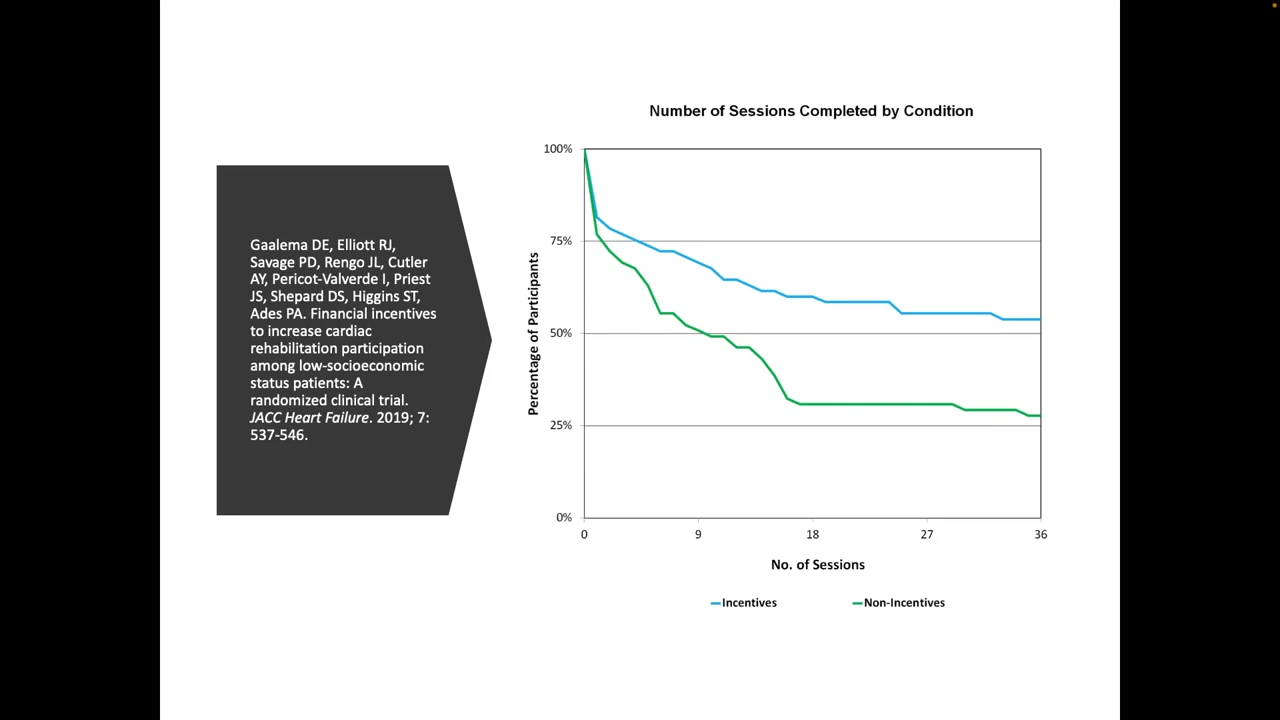 Number of Sessions Completed by Condition
Gaalema DE, Elliott RJ,
Savage PD, Rengo JL, Cutler
AY, Pericot-Valverde I, Priest
JS, Shepard DS, Higgins ST,
Ades PA. Financial incentives
to increase cardiac
rehabilitation participation
among low-socioeconomic
status patients: A
randomized clinical trial.
JACC Heart Failure. 2019; 7:
537-546.
Percentage of Participants
100%
75%
50%
25%
0%
0 9 18 27 36
No. of Sessions
Incentives Non-Incentives